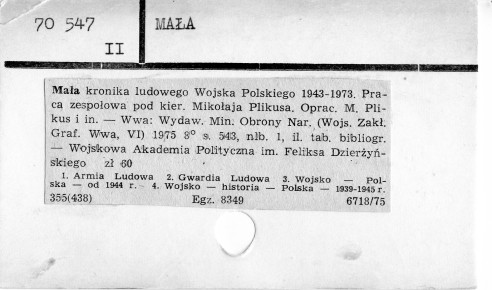 70 547
II
MAŁA
Mała kronika ludowego Wojska Polskiego 1943-1973. Pra-
ca zespołowa pod kier. Mikołaja Plikusa. Oprac. M. Pli-
kus i in. — Wwa: Wydaw. Min. Obrony Nar. (Wojs. Zakł.
Graf. Wwa, VI) 1975 8° s. 543, nlb. 1, il. tab. bibliogr.
— Wojskowa Akademia Polityczna im. Feliksa Dzierżyń-
skiego zł 60
1. Armia Ludowa 2. Gwardia Ludowa 3. Wojsko — Pol-
ska — od 1944 r. 4. Wojsko — historia — Polska — 1939-1945 r.
355(438) Egz. 8349 6718/75